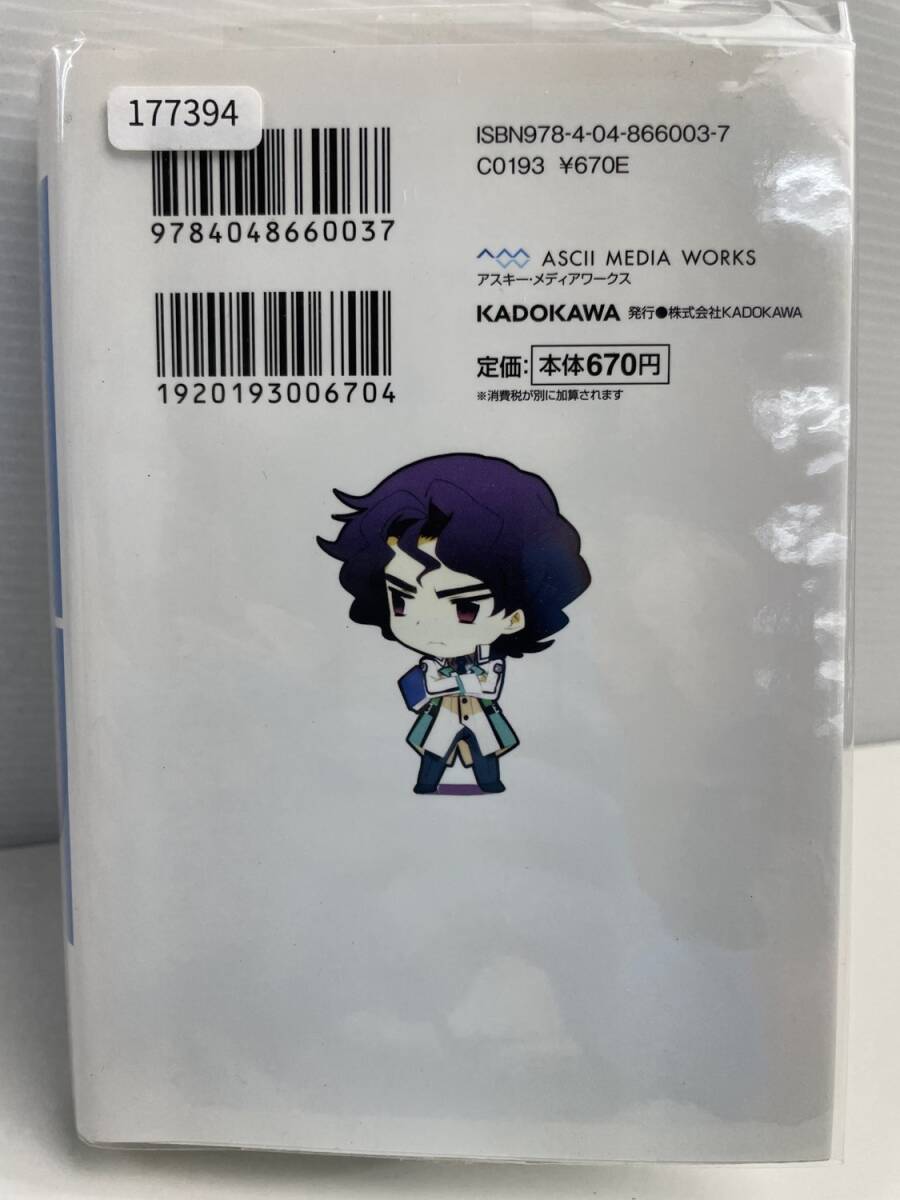 177394
ISBN978-4-04-866003-7
C0193 ¥670E
9784048660037
ASCII MEDIA WORKS
アスキー・メディアワークス
KADOKAWA 発行●株式会社KADOKAWA
1920193006704
定価: 本体670円
※消費税が別に加算されます